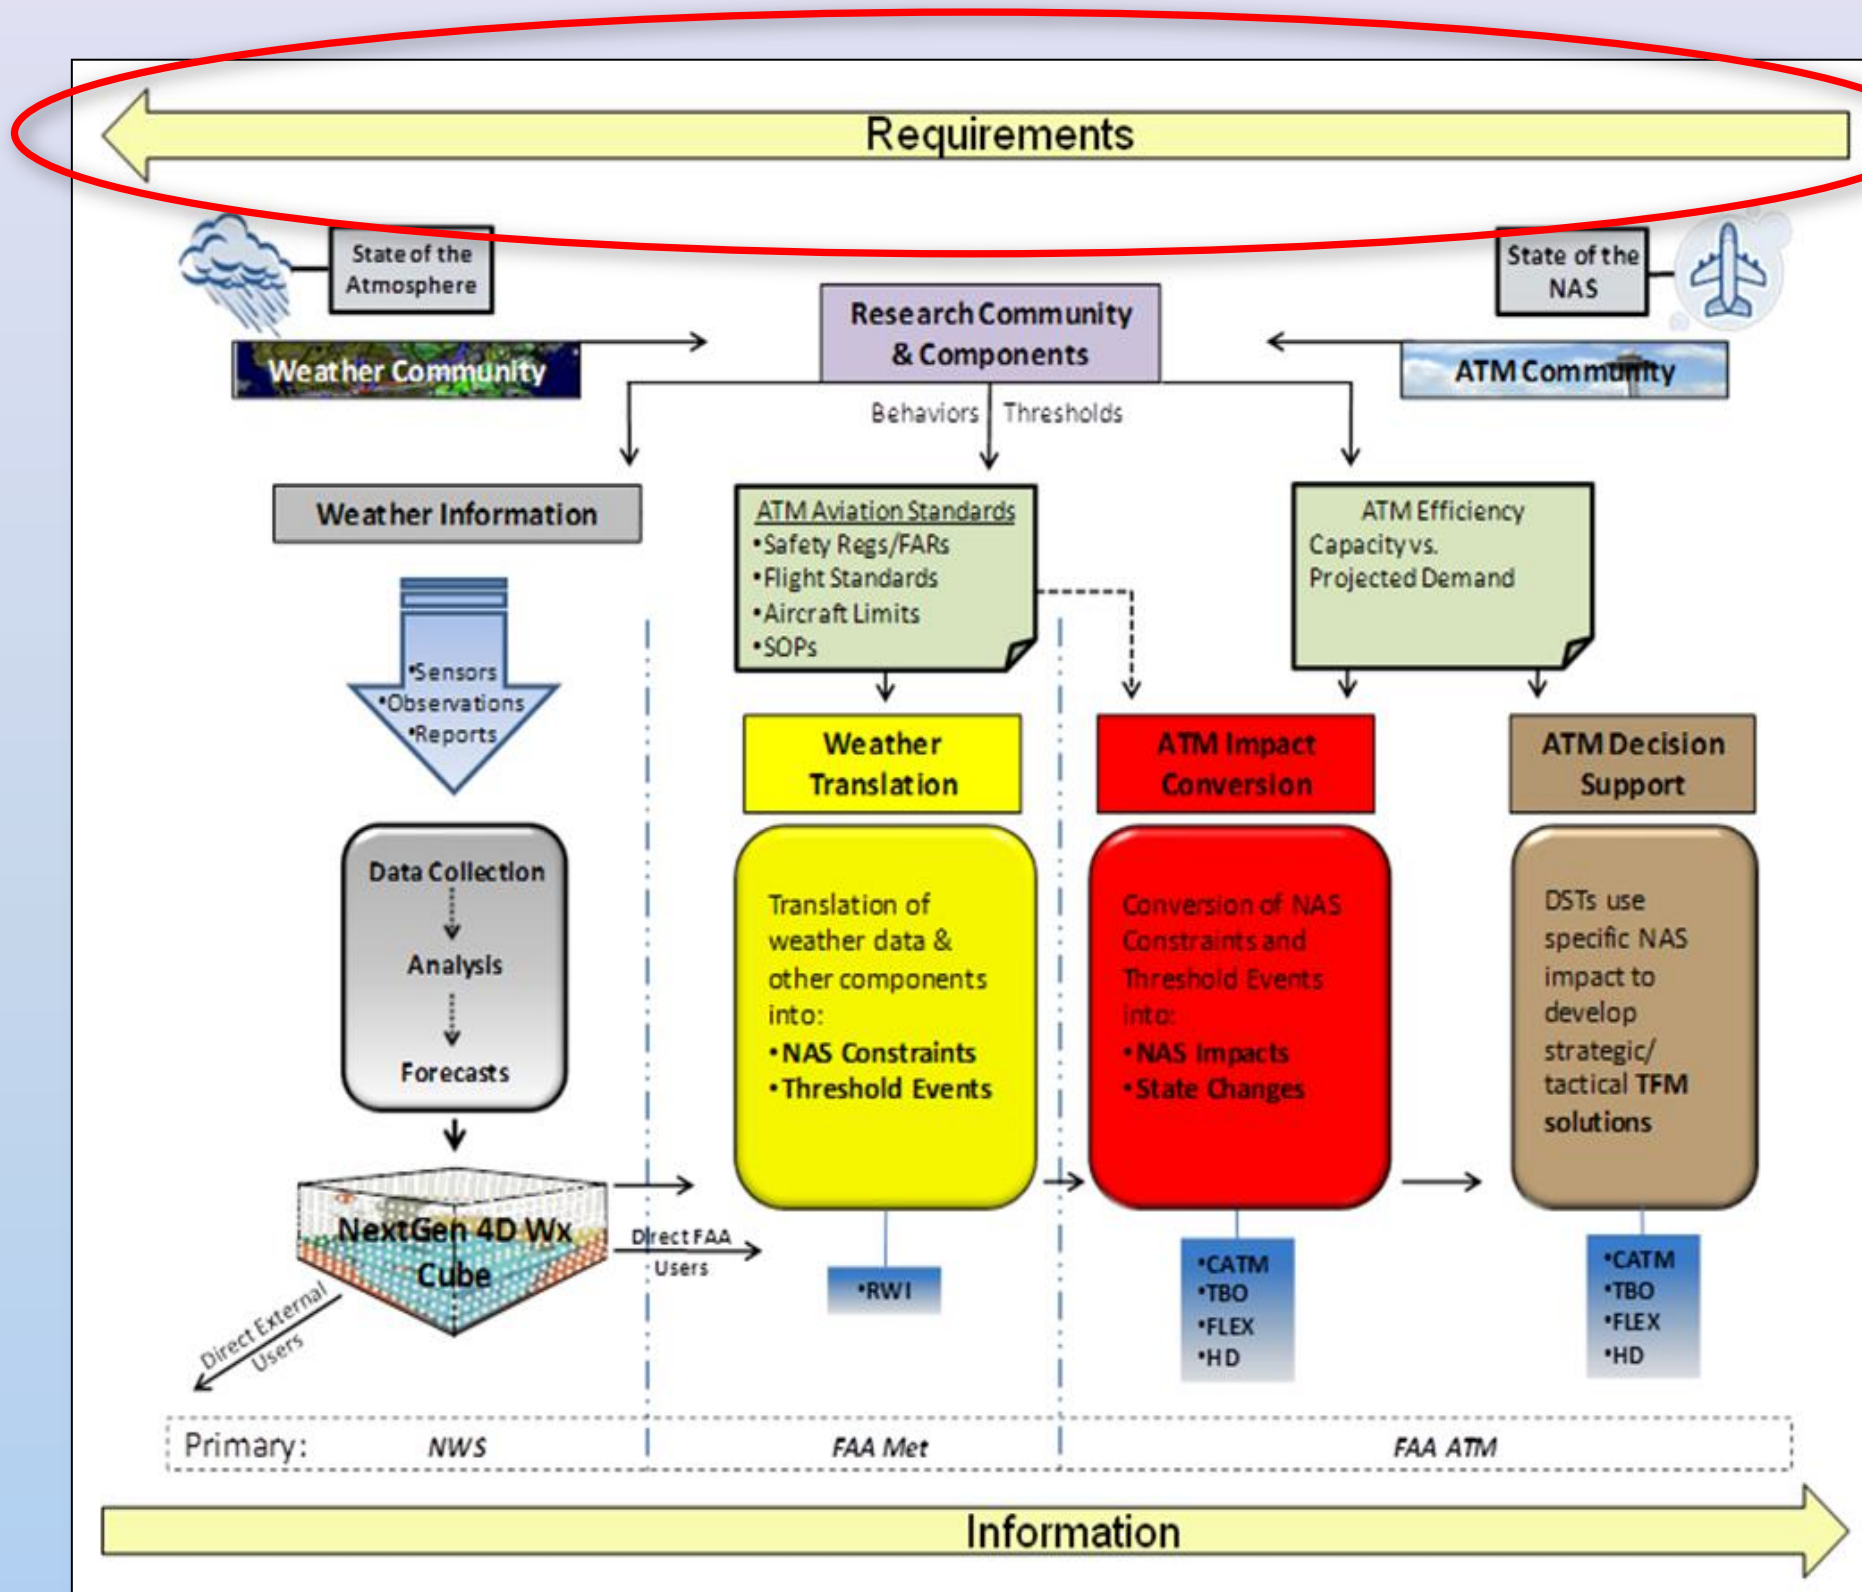 Requirements
State of the
Atmosphere
State of the
NAS
Research Community
& Components
Weather Community
ATM Community
Behaviors
Thresholds
Weather Information
ATM Aviation Standards
•Safety Regs/FARs
•Flight Standards
•Aircraft Limits
•SOPs
ATM Efficiency
Capacity vs.
Projected Demand
•Sensors
•Observations
•Reports
Weather
Translation
ATM Impact
Conversion
ATM Decision
Support
Data Collection
Analysis
Forecasts
Translation of
weather data &
other components
into:
•NAS Constraints
•Threshold Events
Conversion of NAS
Constraints and
Threshold Events
into:
•NAS Impacts
•State Changes
DSTs use
specific NAS
impact to
develop
strategic/
tactical TFM
solutions
NextGen 4D Wx
Cube
Direct FAA
Users
Direct External
Users
•RWI
•CATM
•TBO
•FLEX
•HD
•CATM
•TBO
•FLEX
•HD
Primary:
NWS
FAA Met
FAA ATM
Information